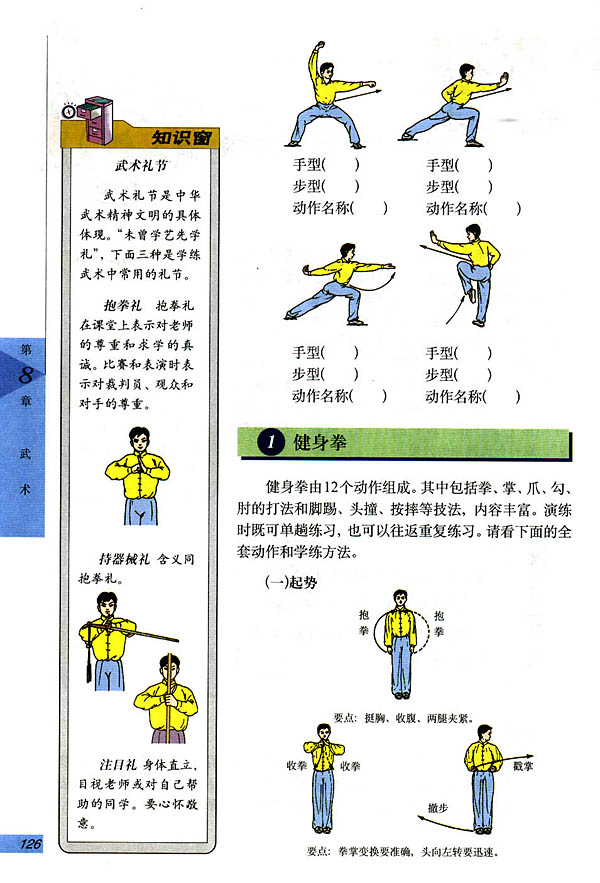 知识窗
武术礼节
武术礼节是中华
武术精神文明的具体
体现。“未曾学艺先学
礼”，下面三种是学练
武术中常用的礼节。
抱拳礼 抱拳礼
在课堂上表示对老师
的尊重和求学的真
诚。比赛和表演时表
示对裁判员、观众和
对手的尊重。
持器械礼 含义同
抱拳礼。
注目礼 身体直立，
目视老师或对自己帮
助的同学。要心怀敬
意。
第
8
章
武
术
126
手型( ) 手型( )
步型( ) 步型( )
动作名称( ) 动作名称( )
手型( ) 手型( )
步型( ) 步型( )
动作名称( ) 动作名称( )
1 健身拳
健身拳由12个动作组成。其中包括拳、掌、爪、勾、
肘的打法和脚踢、头撞、按摔等技法，内容丰富。演练
时既可单趟练习，也可以往返重复练习。请看下面的全
套动作和学练方法。
(一)起势
抱 抱
拳 拳
要点：挺胸、收腹、两腿夹紧。
收拳 收拳 戳掌
撤步
要点：拳掌变换要准确，头向左转要迅速。